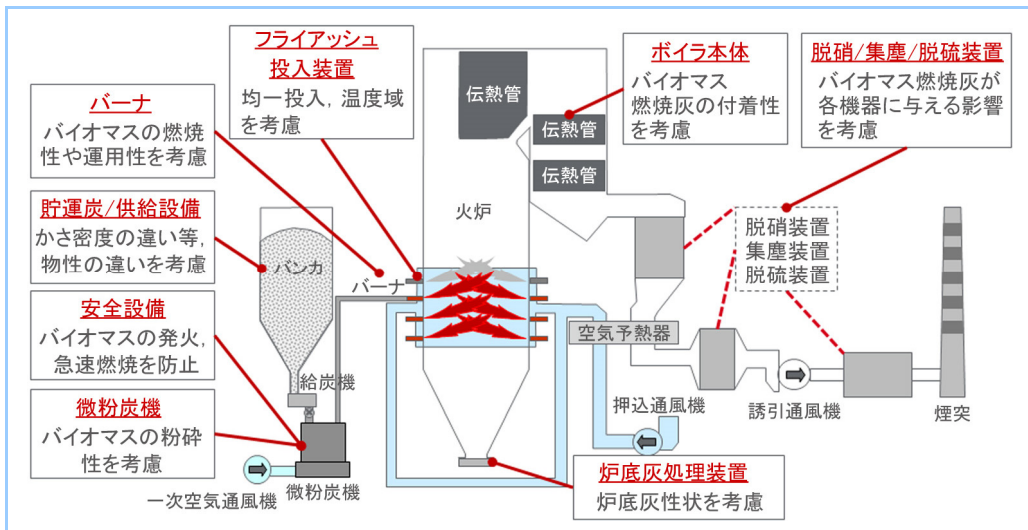 フライアッシュ
投入装置
均一投入，温度域
を考慮
ボイラ本体
バイオマス
燃焼灰の付着性
を考慮
脱硝/集塵/脱硫装置
バイオマス燃焼灰が
各機器に与える影響
を考慮
バーナ
バイオマスの燃焼
性や運用性を考慮
貯運炭/供給設備
かさ密度の違い等，
物性の違いを考慮
安全設備
バイオマスの発火，
急速燃焼を防止
微粉炭機
バイオマスの粉砕
性を考慮
伝熱管
伝熱管
伝熱管
火炉
バンカ
バーナ
給炭機
微粉炭機
一次空気通風機
空気予熱器
押込通風機
脱硝装置
集塵装置
脱硫装置
誘引通風機
煙突
炉底灰処理装置
炉底灰性状を考慮